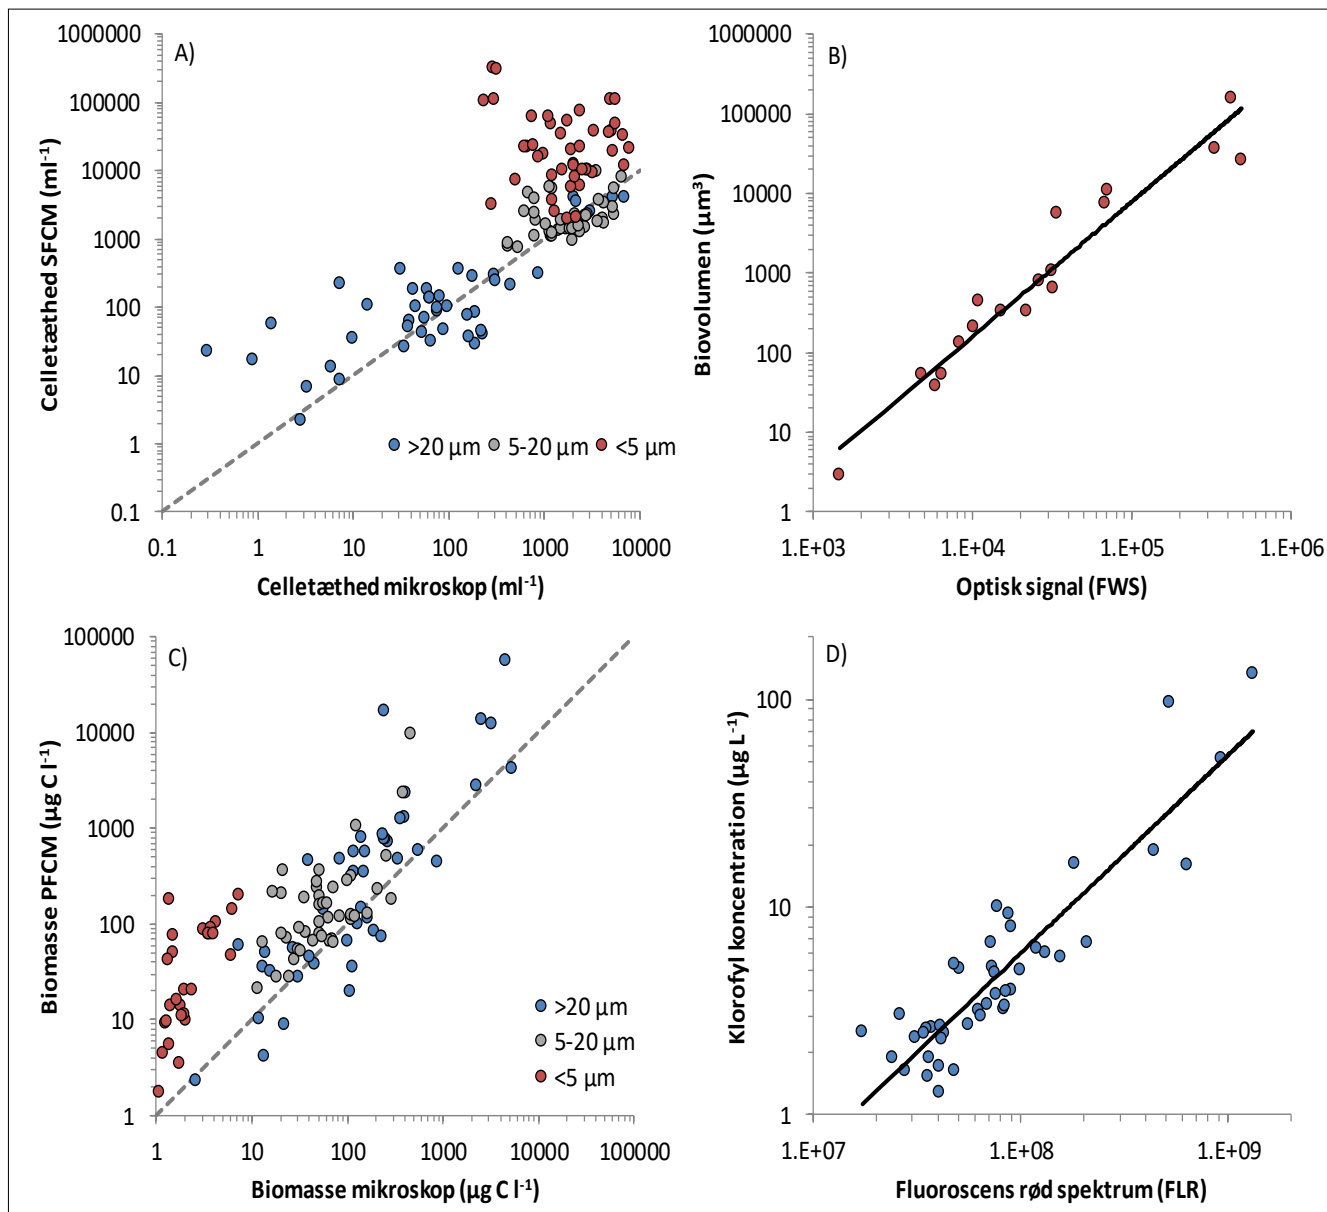 A)
Celletæthed SFCM (ml⁻¹)
1000000
100000
10000
1000
100
10
1
0.1
>20 µm 5-20 µm <5 µm
0.1 1 10 100 1000 10000
Celletæthed mikroskop (ml⁻¹)
B)
Biovolumen (µm³)
1000000
100000
10000
1000
100
10
1
1.E+03 1.E+04 1.E+05 1.E+06
Optisk signal (FWS)
C)
Biomasse PFCM (µg C l⁻¹)
100000
10000
1000
100
10
1
>20 µm
5-20 µm
<5 µm
1 10 100 1000 10000 100000
Biomasse mikroskop (µg C l⁻¹)
D)
Klorofyl koncentration (µg L⁻¹)
100
10
1
1.E+07 1.E+08 1.E+09
Fluoroscens rød spektrum (FLR)